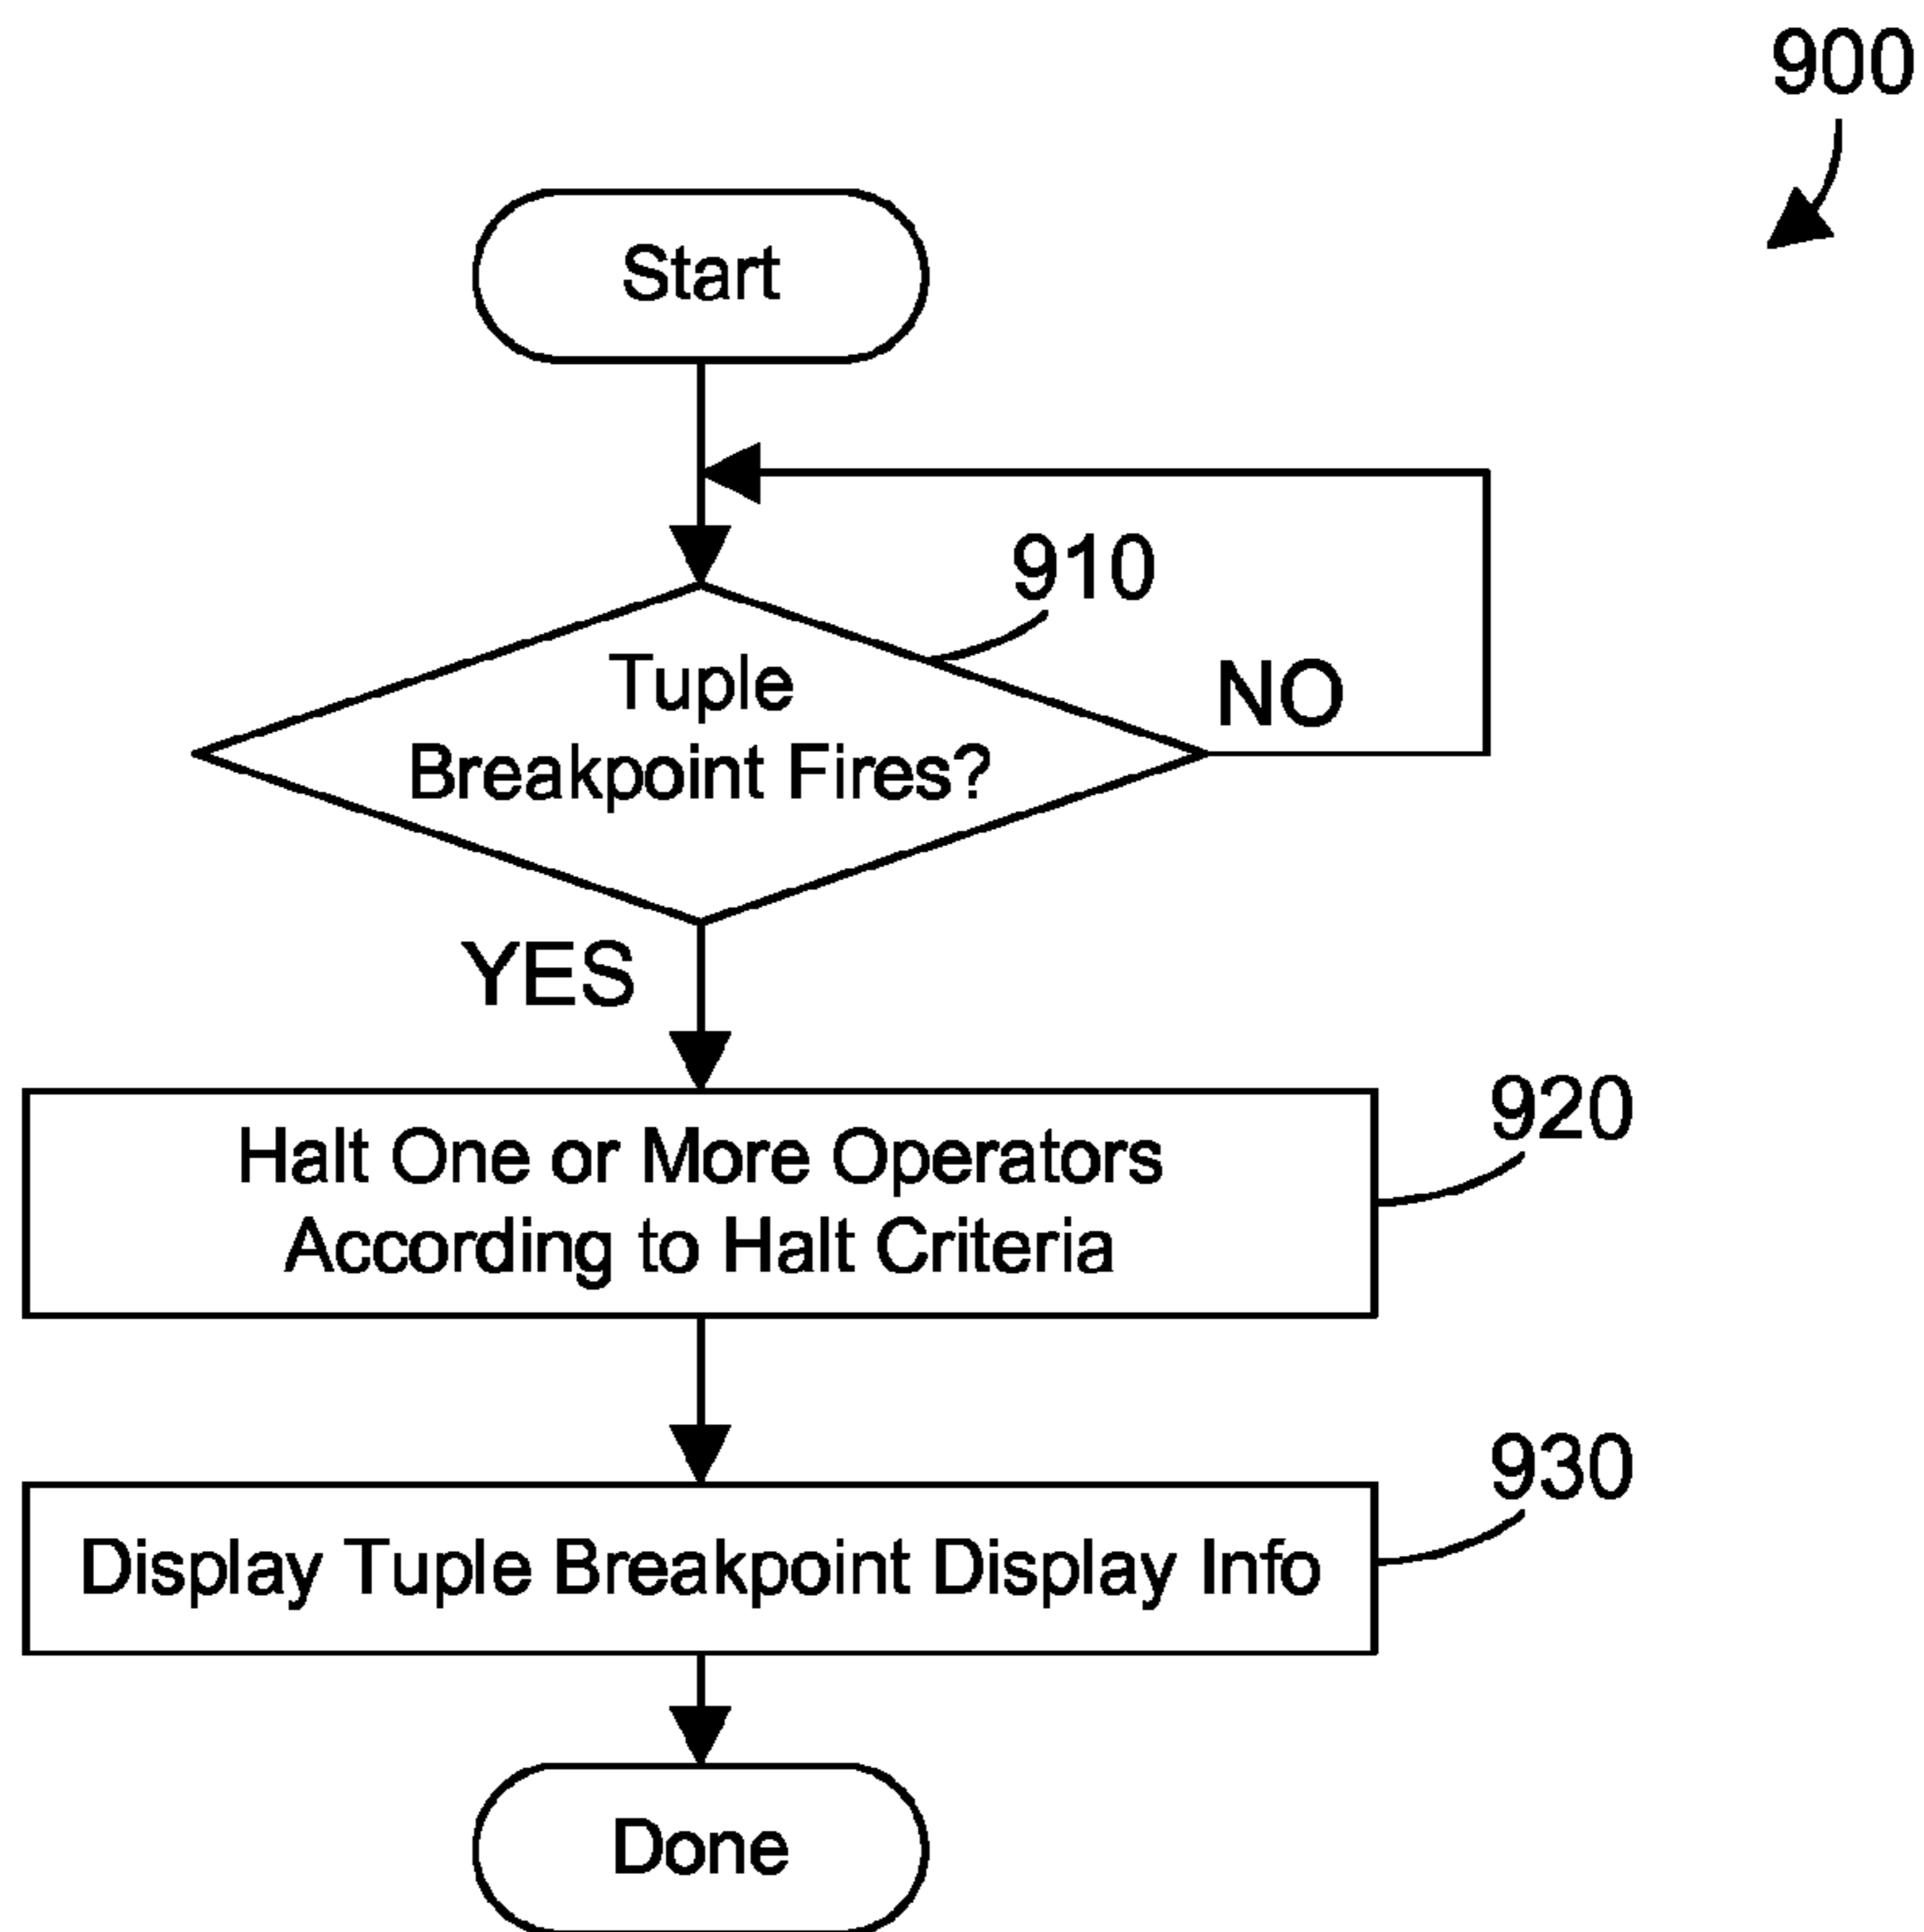 900
Start
910
Tuple
Breakpoint Fires?
NO
YES
920
Halt One or More Operators
According to Halt Criteria
930
Display Tuple Breakpoint Display Info
Done